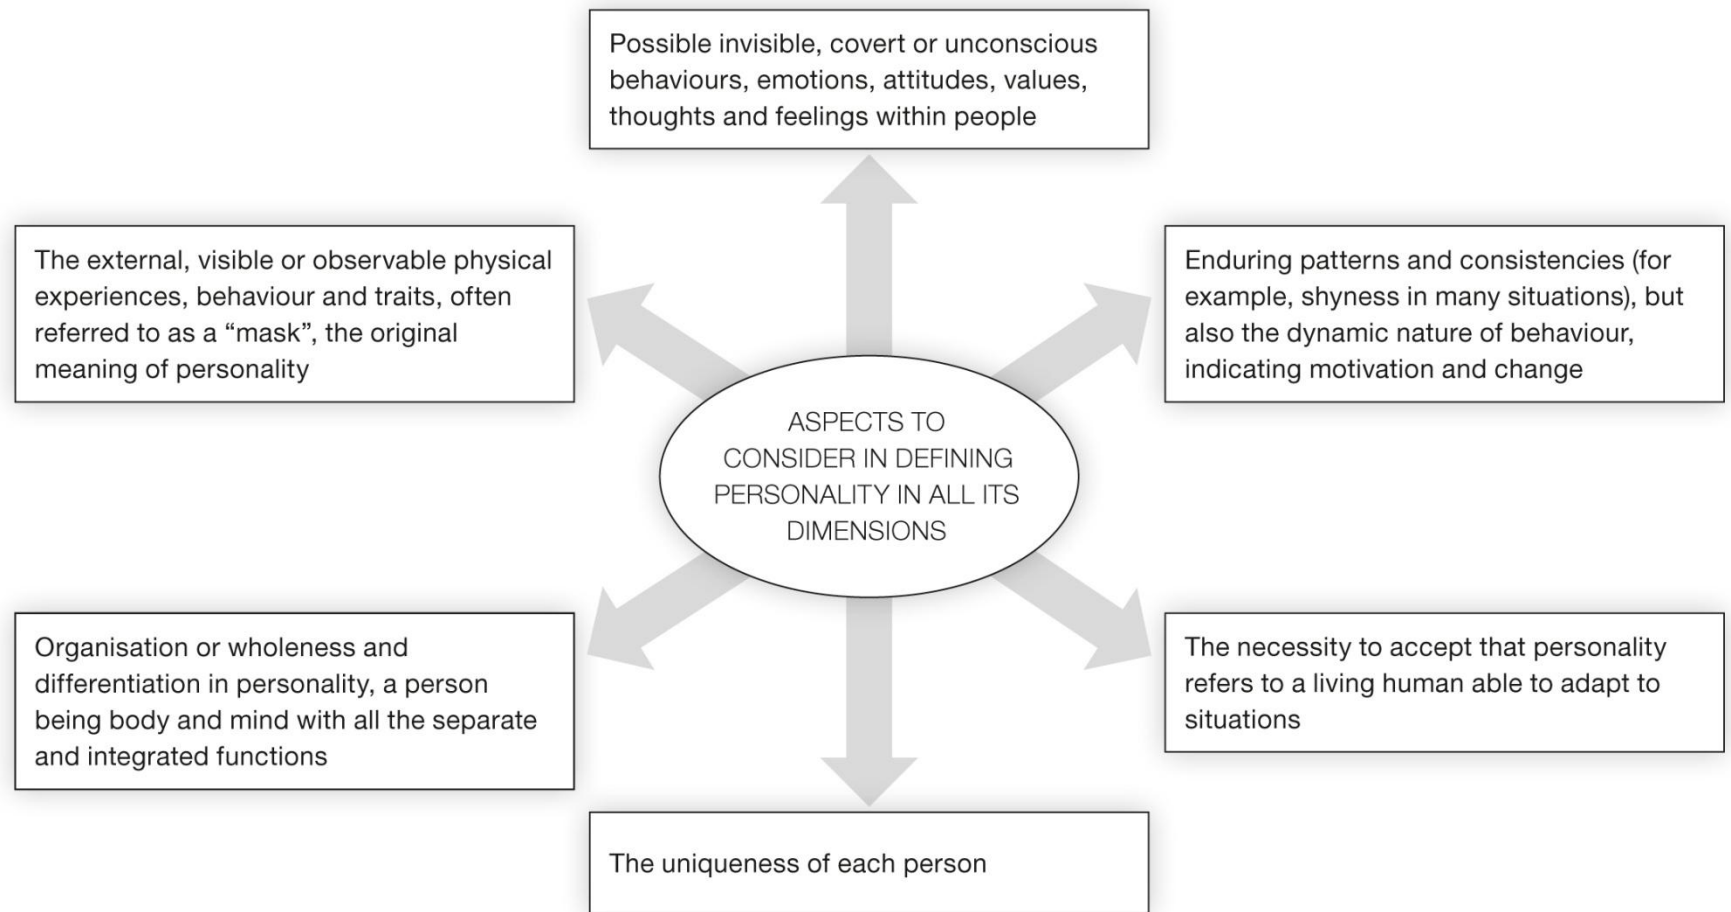 Possible invisible, covert or unconscious
behaviours, emotions, attitudes, values,
thoughts and feelings within people
The external, visible or observable physical
experiences, behaviour and traits, often
referred to as a “mask”, the original
meaning of personality
Enduring patterns and consistencies (for
example, shyness in many situations), but
also the dynamic nature of behaviour,
indicating motivation and change
ASPECTS TO
CONSIDER IN DEFINING
PERSONALITY IN ALL ITS
DIMENSIONS
Organisation or wholeness and
differentiation in personality, a person
being body and mind with all the separate
and integrated functions
The necessity to accept that personality
refers to a living human able to adapt to
situations
The uniqueness of each person